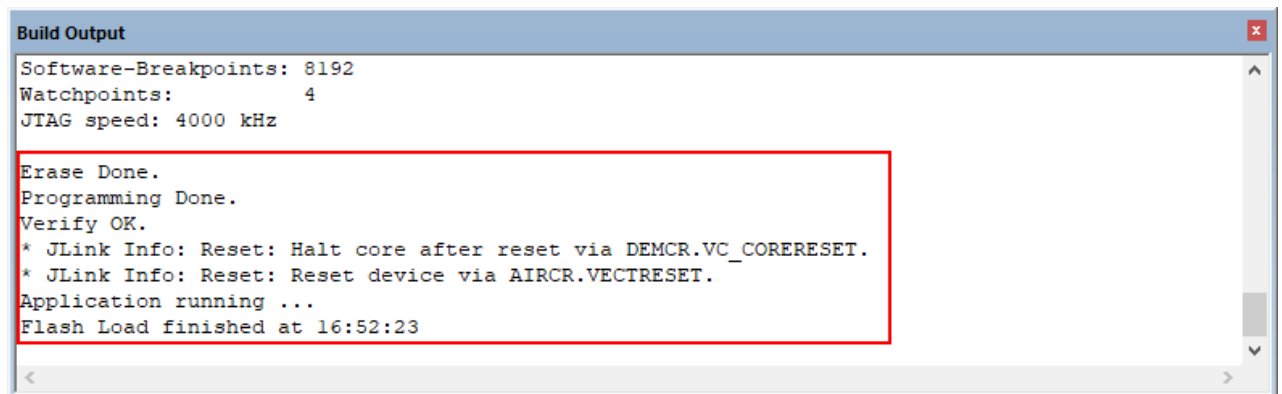 Build Output
Software-Breakpoints: 8192
Watchpoints: 4
JTAG speed: 4000 kHz
Erase Done.
Programming Done.
Verify OK.
* JLink Info: Reset: Halt core after reset via DEMCR.VC_CORERESET.
* JLink Info: Reset: Reset device via AIRCR.VECTRESET.
Application running ...
Flash Load finished at 16:52:23